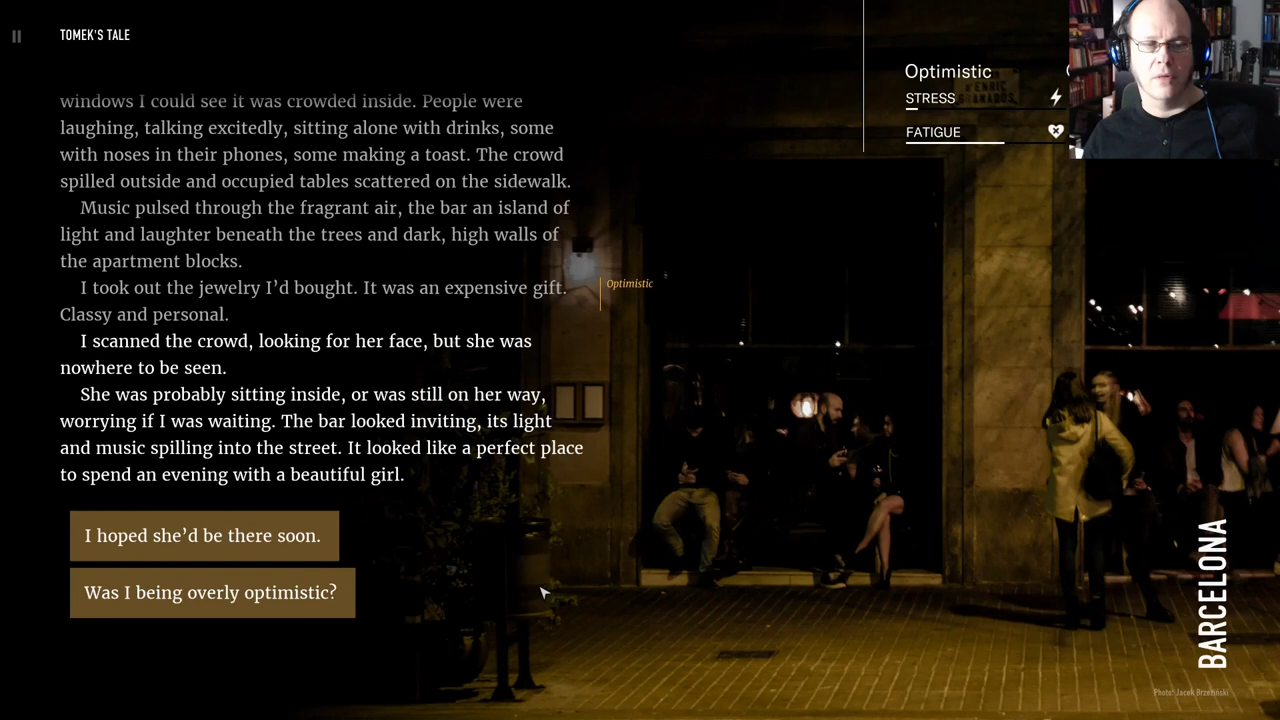 TOMEK'S TALE
windows I could see it was crowded inside. People were
laughing, talking excitedly, sitting alone with drinks, some
with noses in their phones, some making a toast. The crowd
spilled outside and occupied tables scattered on the sidewalk.
Music pulsed through the fragrant air, the bar an island of
light and laughter beneath the trees and dark, high walls of
the apartment blocks.
I took out the jewelry I’d bought. It was an expensive gift.
Classy and personal.
I scanned the crowd, looking for her face, but she was
nowhere to be seen.
She was probably sitting inside, or was still on her way,
worrying if I was waiting. The bar looked inviting, its light
and music spilling into the street. It looked like a perfect place
to spend an evening with a beautiful girl.
I hoped she’d be there soon.
Was I being overly optimistic?
Optimistic
Optimistic
STRESS
FATIGUE
BARCELONA
Photo: Jacek Brzeziński